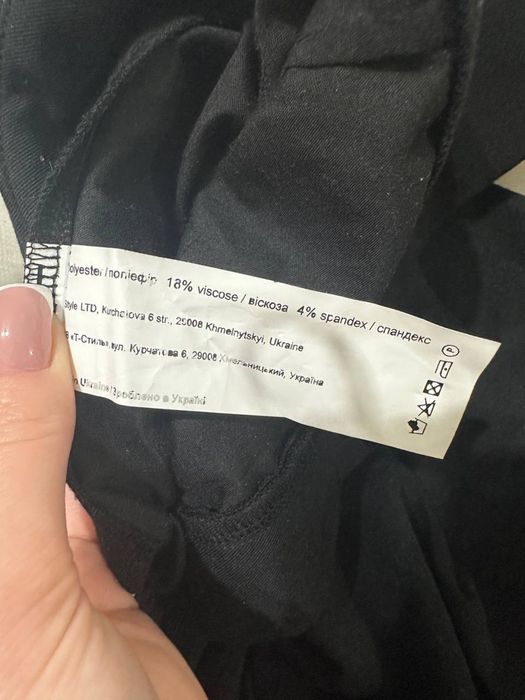 olyester/поліефір 18% viscose / віскоза 4% spandex / спандекс
tyle LTD, Kurchatova 6 str., 29008 Khmelnytskyi, Ukraine
«Т-Стиль», вул. Курчатова 6, 29008 Хмельницький, Україна
n Ukraine/Зроблено в Україні